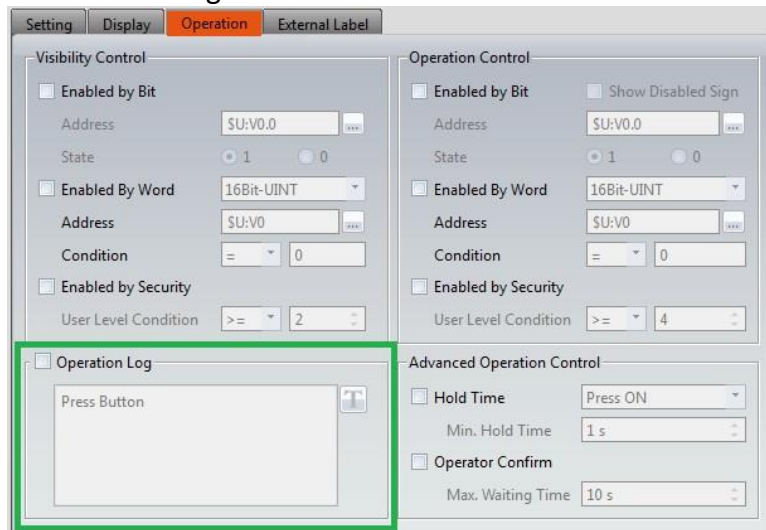 Setting Display Operation External Label
Visibility Control
Enabled by Bit
Address $U:V0.0 ...
State 1 0
Enabled By Word 16Bit-UINT
Address $U:V0 ...
Condition = 0
Enabled by Security
User Level Condition >= 2
Operation Control
Enabled by Bit Show Disabled Sign
Address $U:V0.0 ...
State 1 0
Enabled By Word 16Bit-UINT
Address $U:V0 ...
Condition = 0
Enabled by Security
User Level Condition >= 4
Operation Log
Press Button T
Advanced Operation Control
Hold Time Press ON
Min. Hold Time 1 s
Operator Confirm
Max. Waiting Time 10 s